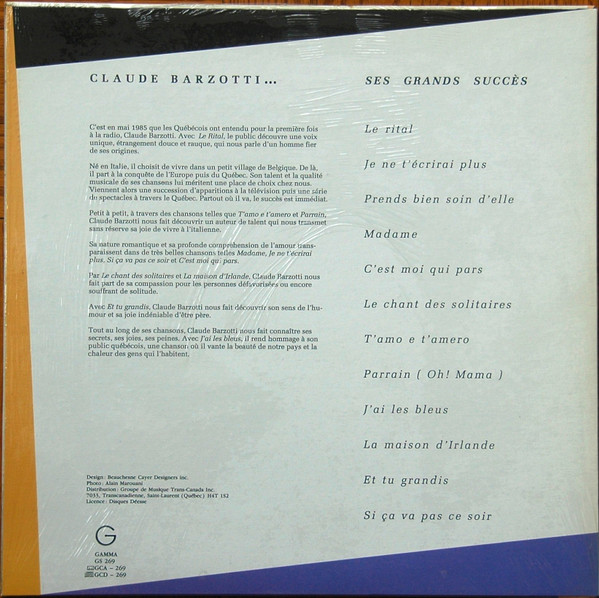 CLAUDE BARZOTTI...
C'est en mai 1985 que les Québécois ont entendu pour la première fois
à la radio, Claude Barzotti. Avec Le Rital, le public découvre une voix
unique, étrangement douce et rauque, qui nous parle d'un homme fier
de ses origines.
Né en Italie, il choisit de vivre dans un petit village de Belgique. De là,
il part à la conquête de l'Europe puis du Québec. Son talent et la qualité
musicale de ses chansons lui méritent une place de choix chez nous.
Viennent alors une succession d'apparitions à la télévision puis une série
de spectacles à travers le Québec. Partout où il va, le succès est immédiat.
Petit à petit, à travers des chansons telles que T'amo e t'amero et Parrain,
Claude Barzotti nous fait découvrir un auteur de talent qui nous transmet
sans réserve sa joie de vivre à l'italienne.
Sa nature romantique et sa profonde compréhension de l'amour trans-
paraissent dans de très belles chansons telles Madame, Je ne t'écrirai
plus, Si ça va pas ce soir et C'est moi qui pars.
Par Le chant des solitaires et La maison d'Irlande, Claude Barzotti nous
fait part de sa compassion pour les personnes défavorisées ou encore
souffrant de solitude.
Avec Et tu grandis, Claude Barzotti nous fait découvrir son sens de l'hu-
mour et sa joie indéniable d'être père.
Tout au long de ses chansons, Claude Barzotti nous fait connaître ses
secrets, ses joies, ses peines. Avec J'ai les bleus, il rend hommage à son
public québécois, une chanson où il vante la beauté de notre pays et la
chaleur des gens qui l'habitent.
Design: Beauchesne Cayer Designers inc.
Photo: Alain Marouani
Distribution: Groupe de Musique Trans-Canada Inc.
7033, Transcanadienne, Saint-Laurent (Québec) H4T 1S2
Licence: Disques Déesse
G
GAMMA
GS 269
GCA - 269
GCD - 269
SES GRANDS SUCCÈS
Le rital
Je ne t'écrirai plus
Prends bien soin d'elle
Madame
C'est moi qui pars
Le chant des solitaires
T'amo e t'amero
Parrain ( Oh! Mama )
J'ai les bleus
La maison d'Irlande
Et tu grandis
Si ça va pas ce soir